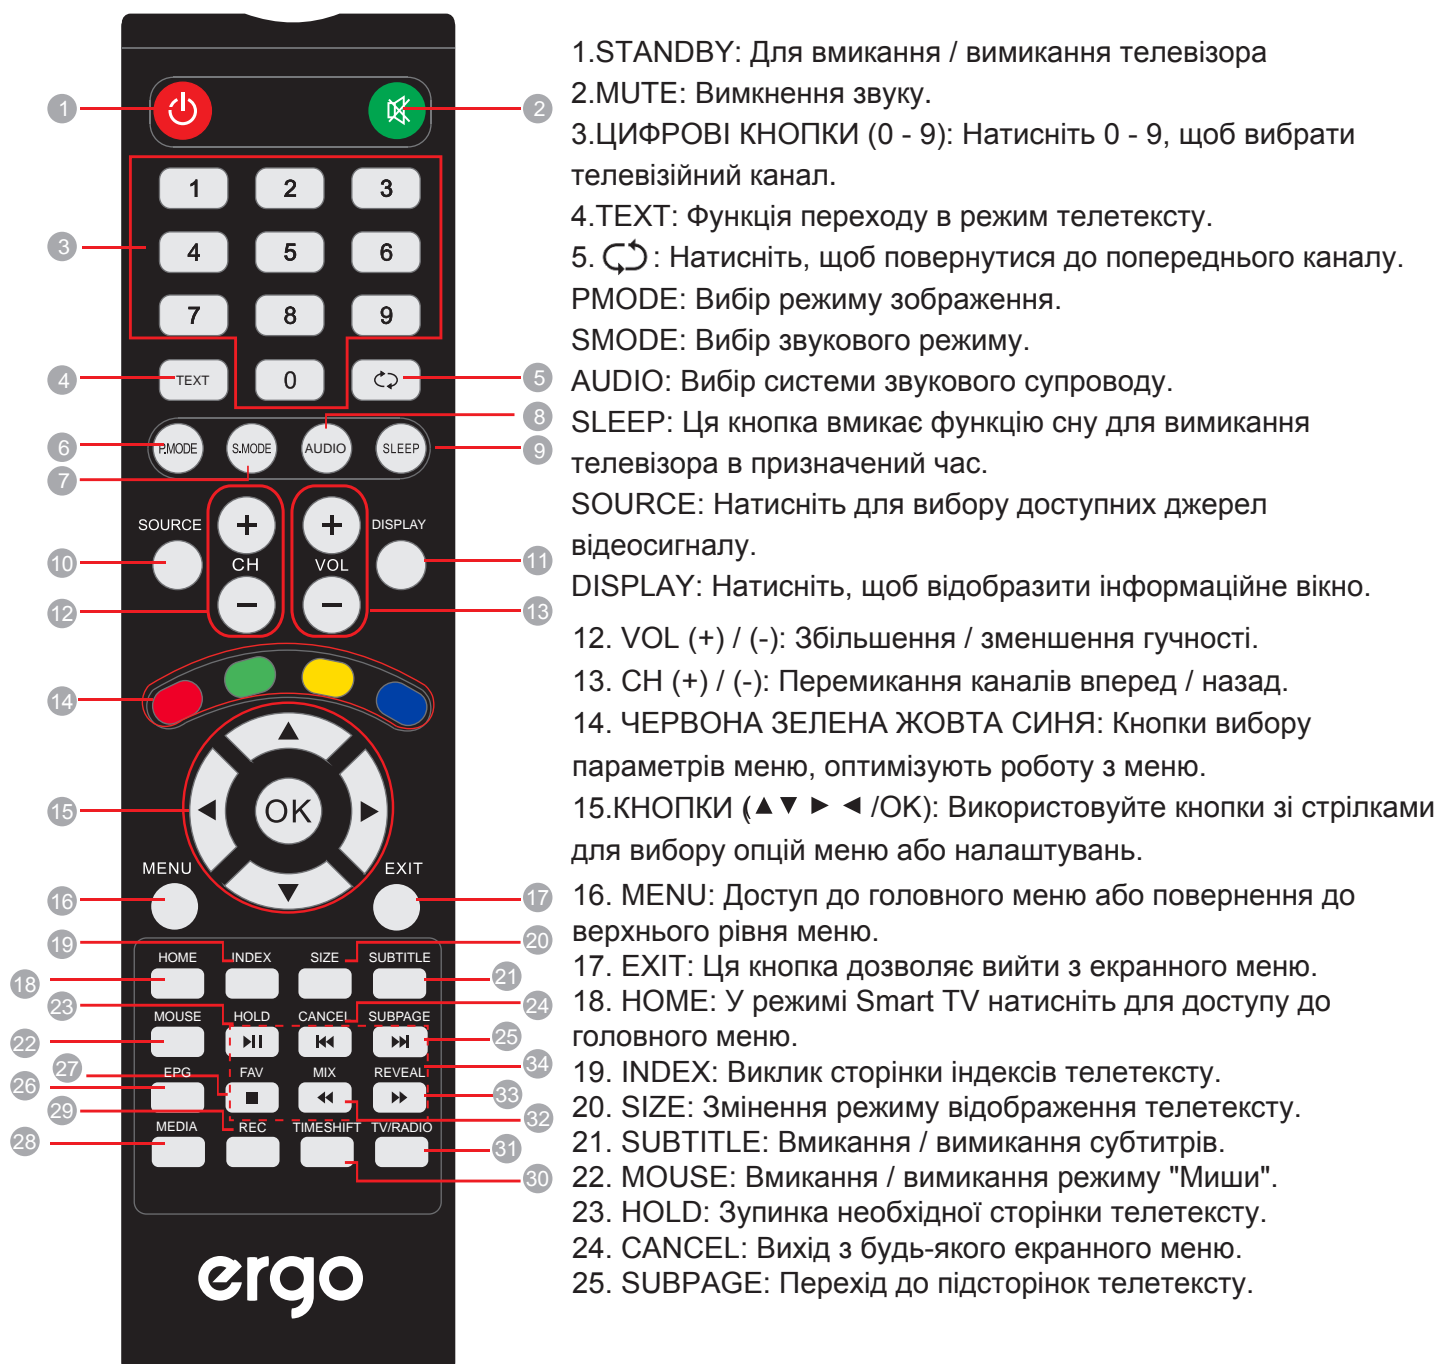 1
2
1 2 3
3
4 5 6
7 8 9
4
TEXT 0
5
8
6
P.MODE S.MODE AUDIO SLEEP
9
7
SOURCE
+ +
DISPLAY
10
CH VOL
11
12
- -
13
14
15
OK
MENU EXIT
16
17
19
20
HOME INDEX SIZE SUBTITLE
18
21
23
24
MOUSE HOLD CANCEL SUBPAGE
22
25
27
34
EPG FAV MIX REVEAL
26
33
29
32
MEDIA REC TIMESHIFT TV/RADIO
28
31
30
ergo
1.STANDBY: Для вмикання / вимикання телевізора
2.MUTE: Вимкнення звуку.
3.ЦИФРОВІ КНОПКИ (0 - 9): Натисніть 0 - 9, щоб вибрати
телевізійний канал.
4.TEXT: Функція переходу в режим телетексту.
5. : Натисніть, щоб повернутися до попереднього каналу.
PMODE: Вибір режиму зображення.
SMODE: Вибір звукового режиму.
AUDIO: Вибір системи звукового супроводу.
SLEEP: Ця кнопка вмикає функцію сну для вимикання
телевізора в призначений час.
SOURCE: Натисніть для вибору доступних джерел
відеосигналу.
DISPLAY: Натисніть, щоб відобразити інформаційне вікно.
12. VOL (+) / (-): Збільшення / зменшення гучності.
13. CH (+) / (-): Перемикання каналів вперед / назад.
14. ЧЕРВОНА ЗЕЛЕНА ЖОВТА СИНЯ: Кнопки вибору
параметрів меню, оптимізують роботу з меню.
15.КНОПКИ (▲▼ ► ◄ /OK): Використовуйте кнопки зі стрілками
для вибору опцій меню або налаштувань.
16. MENU: Доступ до головного меню або повернення до
верхнього рівня меню.
17. EXIT: Ця кнопка дозволяє вийти з екранного меню.
18. HOME: У режимі Smart TV натисніть для доступу до
головного меню.
19. INDEX: Виклик сторінки індексів телетексту.
20. SIZE: Змінення режиму відображення телетексту.
21. SUBTITLE: Вмикання / вимикання субтитрів.
22. MOUSE: Вмикання / вимикання режиму "Миши".
23. HOLD: Зупинка необхідної сторінки телетексту.
24. CANCEL: Вихід з будь-якого екранного меню.
25. SUBPAGE: Перехід до підсторінок телетексту.